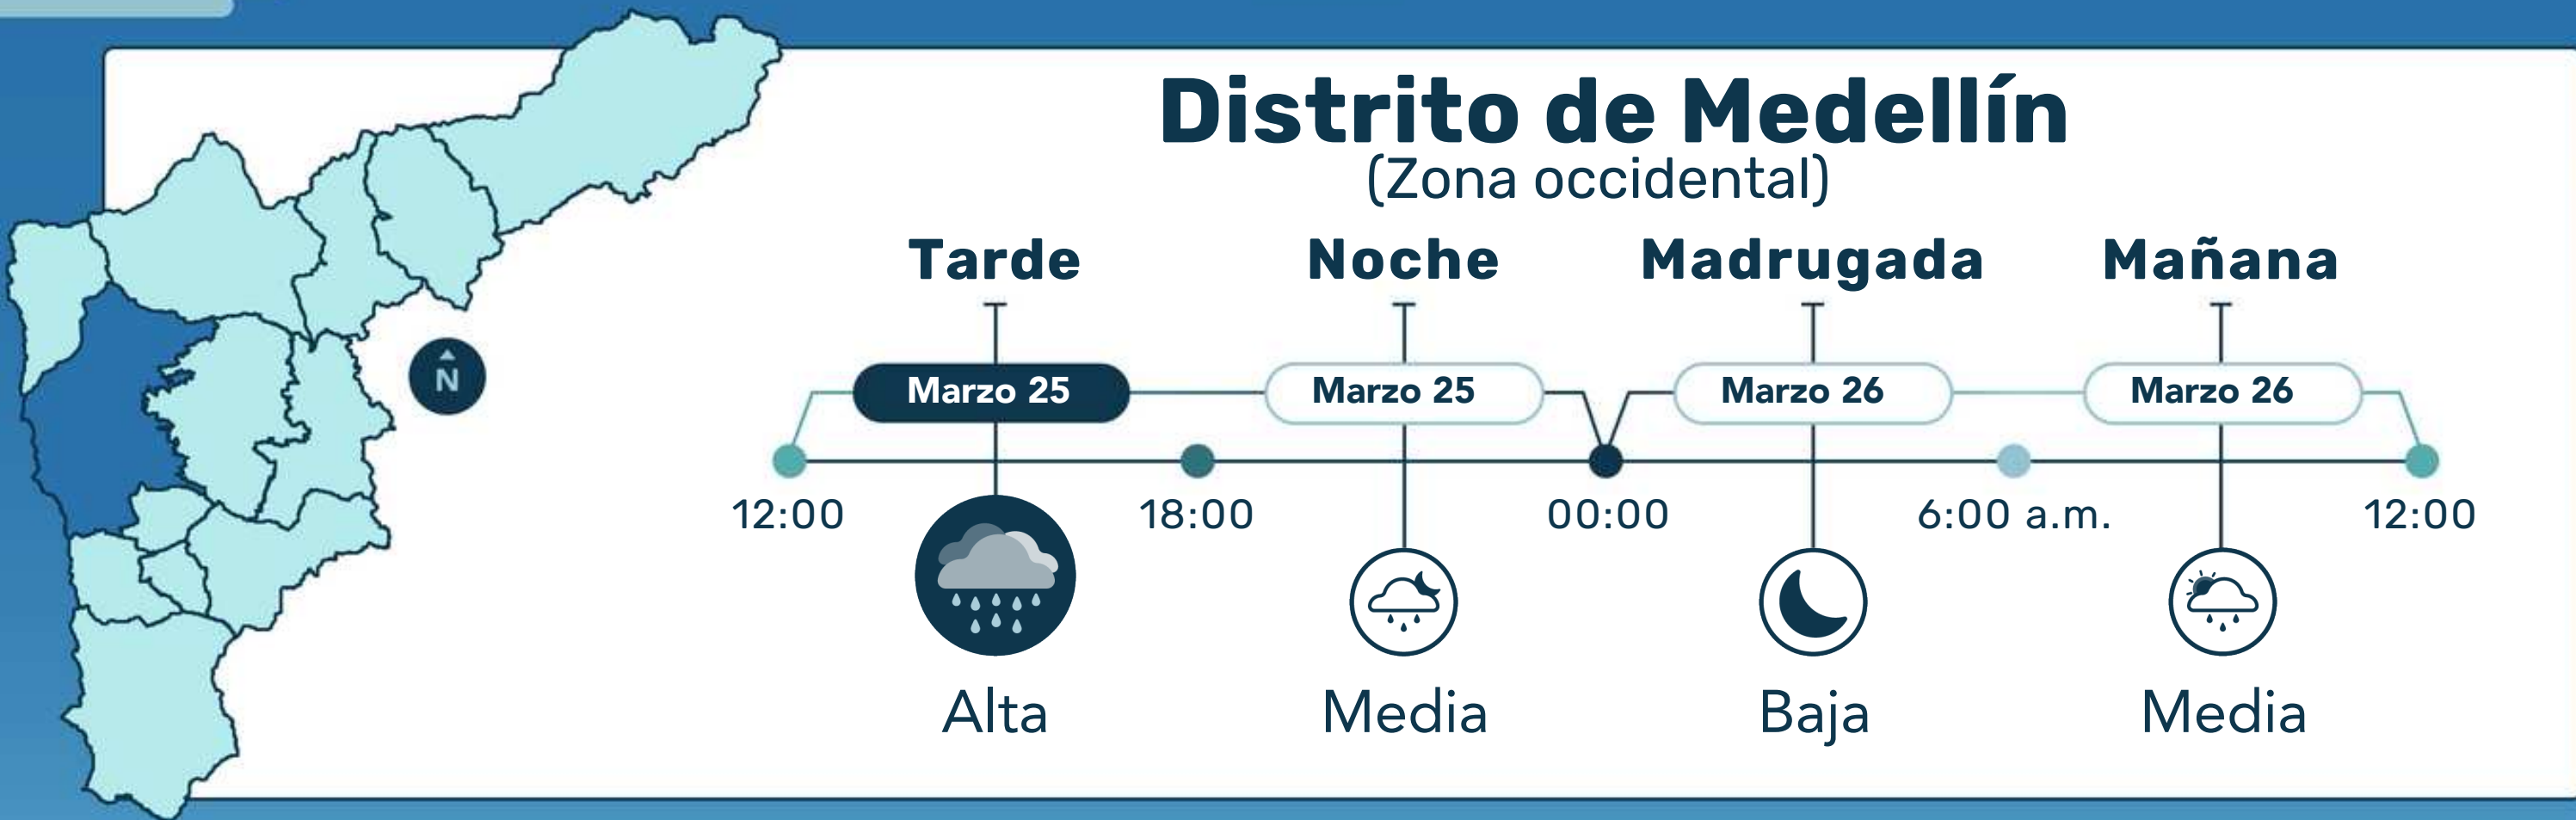 Distrito de Medellín
(Zona occidental)
Tarde Noche Madrugada Mañana
Marzo 25 Marzo 25 Marzo 26 Marzo 26
N
12:00 18:00 00:00 6:00 a.m. 12:00
Alta Media Baja Media